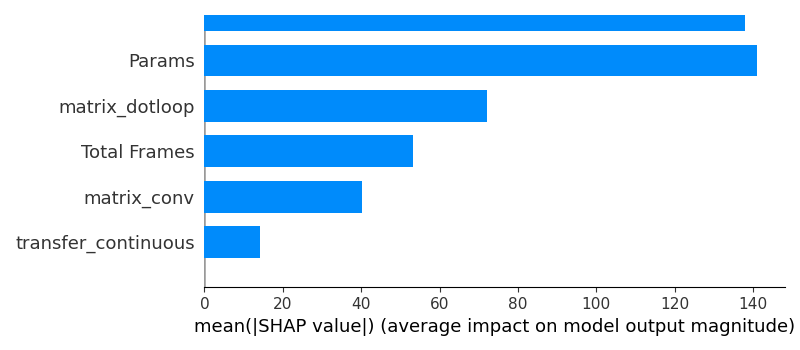 Params
matrix_dotloop
Total Frames
matrix_conv
transfer_continuous
0 20 40 60 80 100 120 140
mean(|SHAP value|) (average impact on model output magnitude)